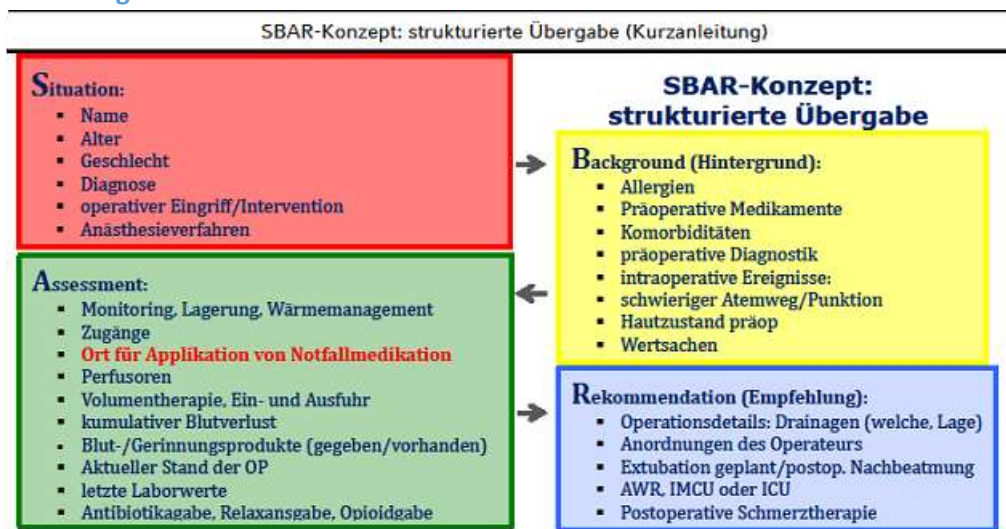 SBAR-Konzept: strukturierte Übergabe (Kurzanleitung)
Situation:
▪ Name
▪ Alter
▪ Geschlecht
▪ Diagnose
▪ operativer Eingriff/Intervention
▪ Anästhesieverfahren
SBAR-Konzept:
strukturierte Übergabe
Background (Hintergrund):
▪ Allergien
▪ Präoperative Medikamente
▪ Komorbiditäten
▪ präoperative Diagnostik
▪ intraoperative Ereignisse:
▪ schwieriger Atemweg/Punktion
▪ Hautzustand präop
▪ Wertsachen
Assessment:
▪ Monitoring, Lagerung, Wärmemanagement
▪ Zugänge
▪ Ort für Applikation von Notfallmedikation
▪ Perfusoren
▪ Volumentherapie, Ein- und Ausfuhr
▪ kumulativer Blutverlust
▪ Blut-/Gerinnungsprodukte (gegeben/vorhanden)
▪ Aktueller Stand der OP
▪ letzte Laborwerte
▪ Antibiotikagabe, Relaxansgabe, Opioidgabe
Rekommendation (Empfehlung):
▪ Operationsdetails: Drainagen (welche, Lage)
▪ Anordnungen des Operateurs
▪ Extubation geplant/postop. Nachbeatmung
▪ AWR, IMCU oder ICU
▪ Postoperative Schmerztherapie